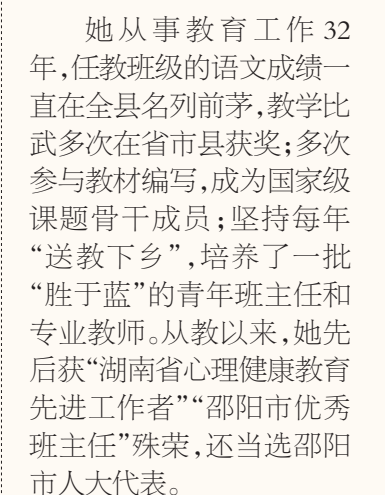 她从事教育工作 32
年,任教班级的语文成绩一
直在全县名列前茅,教学比
武多次在省市县获奖;多次
参与教材编写,成为国家级
课题骨干成员;坚持每年
“送教下乡”,培养了一批
“胜于蓝”的青年班主任和
专业教师。从教以来,她先
后获“湖南省心理健康教育
先进工作者”“邵阳市优秀
班主任”殊荣,还当选邵阳
市人大代表。